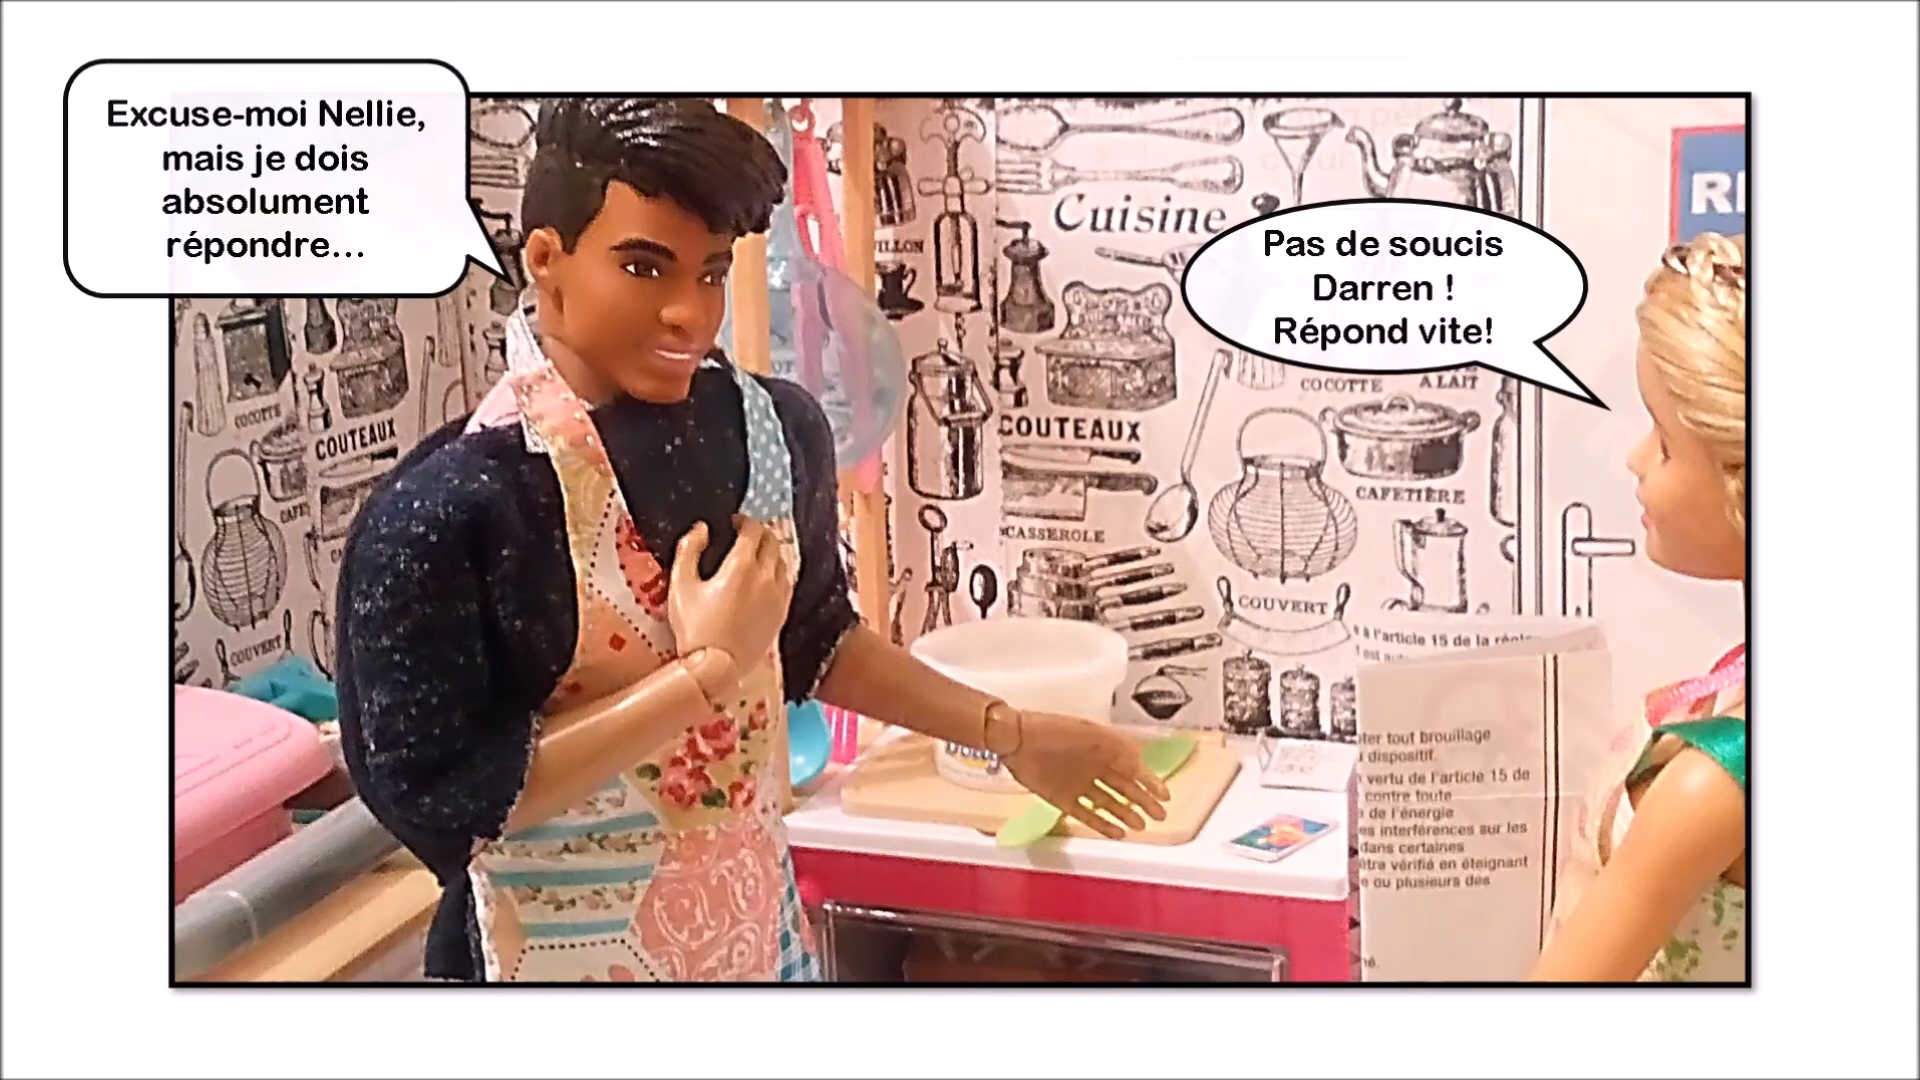 Excuse-moi Nellie,
mais je dois
absolument
répondre...
Pas de soucis
Darren !
Répond vite!
Cuisine
COCOTTE
A LAIT
COUTEAUX
CAFETIÈRE
CASSEROLE
COUVERT
COCOTTE
COUTEAUX
COUVERT
à l'article 15 de la
tout brouillage
dispositif.
vertu de l'article 15 de
contre toute
de l'énergie
es interférences sur les
dans certaines
être vérifié en éteignant
ou plusieurs des